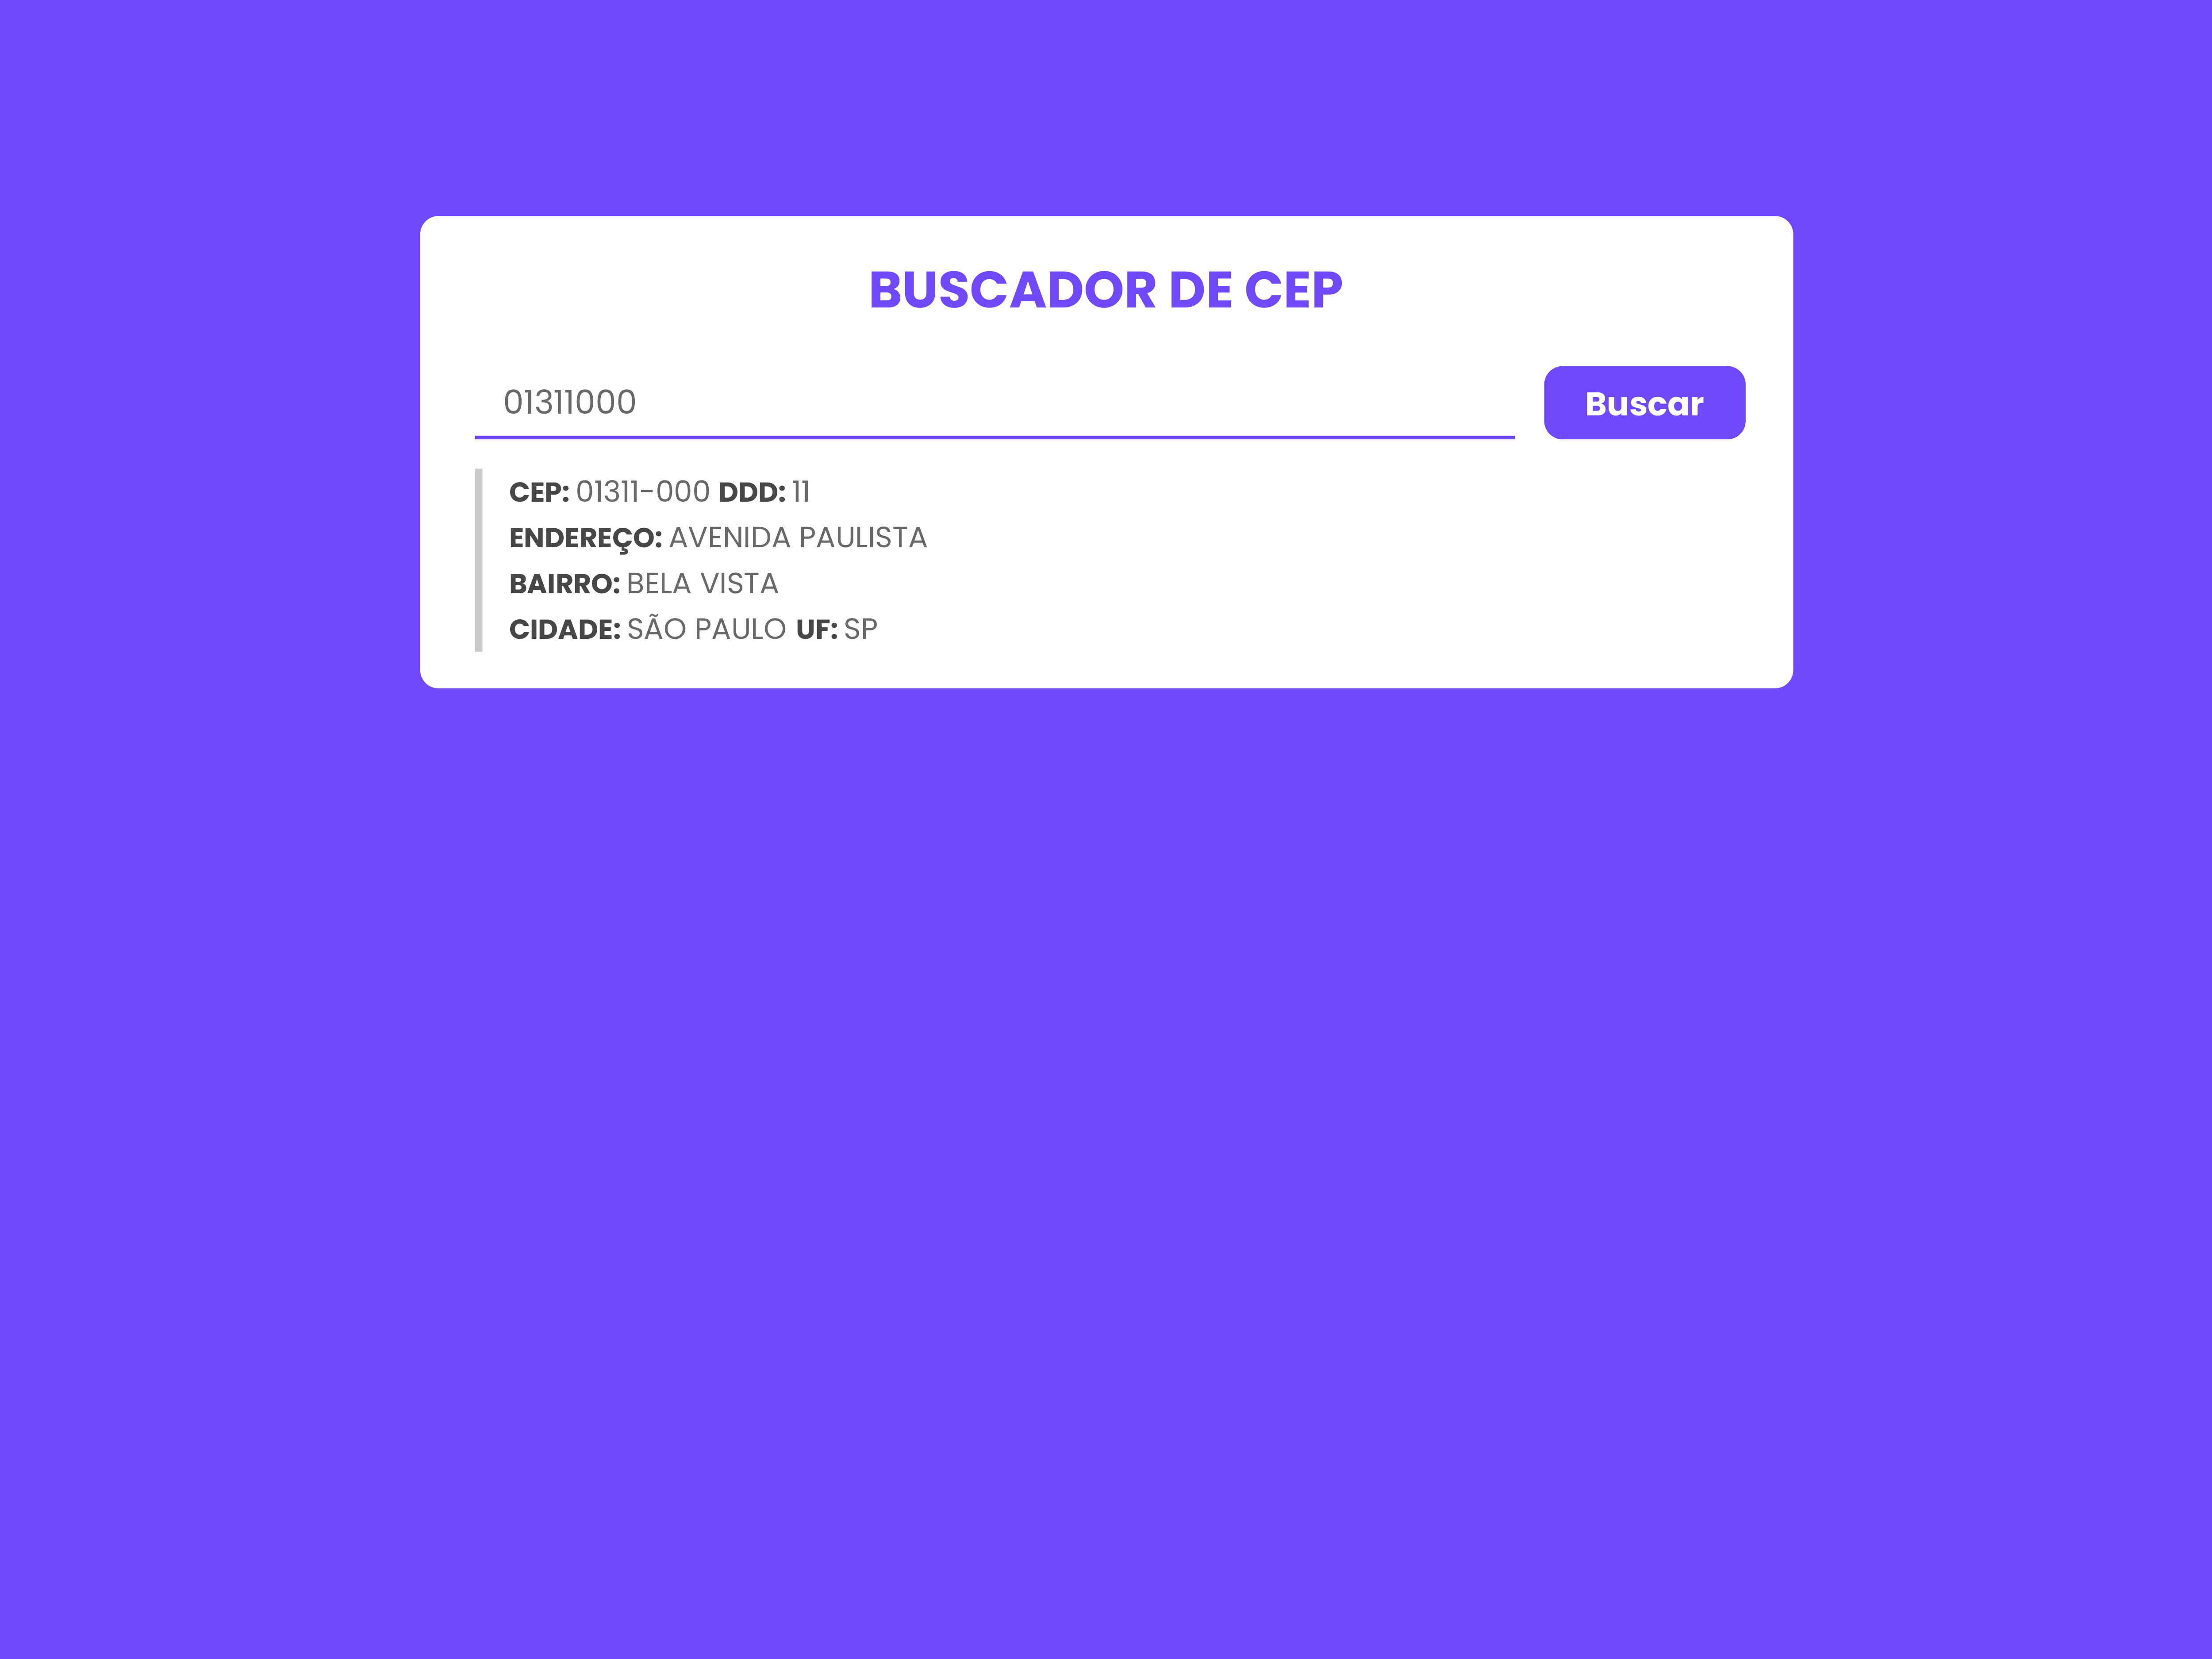 BUSCADOR DE CEP
01311000
Buscar
CEP: 01311-000 DDD: 11
ENDEREÇO: AVENIDA PAULISTA
BAIRRO: BELA VISTA
CIDADE: SÃO PAULO UF: SP